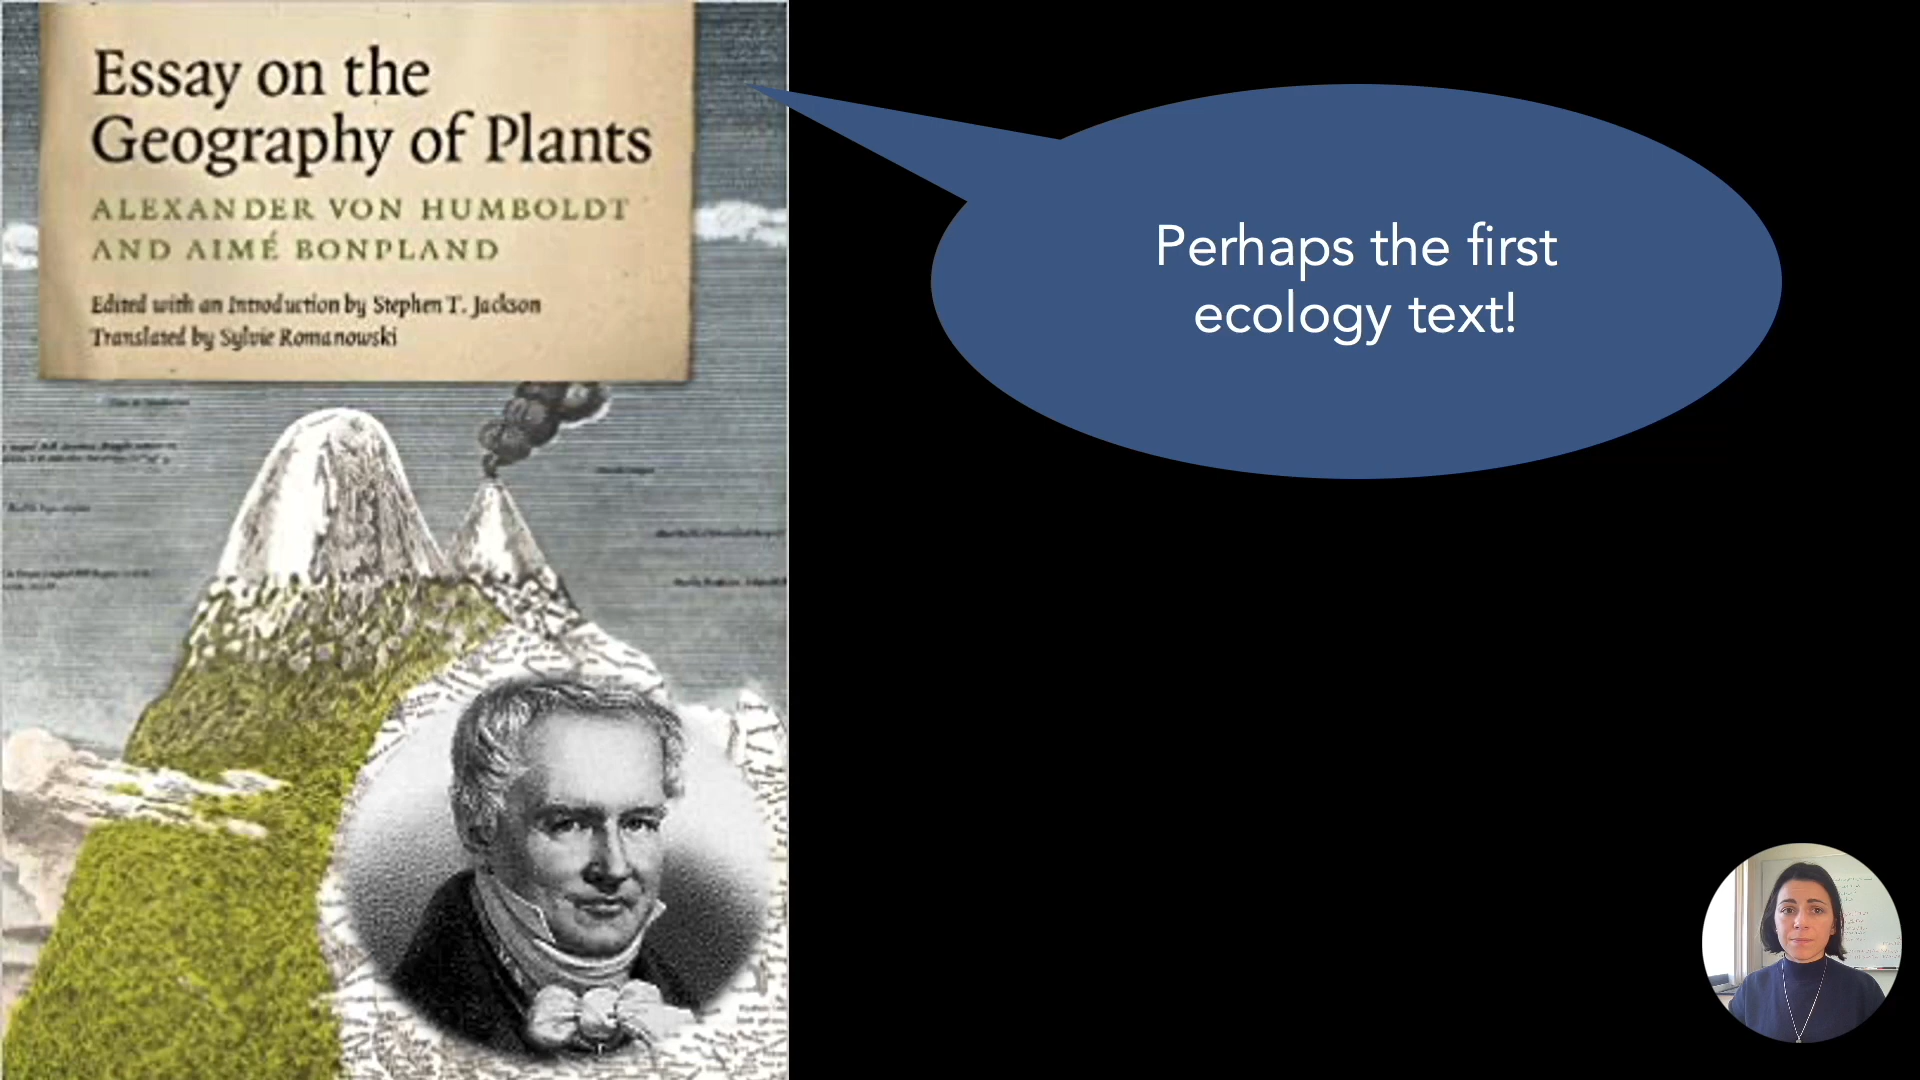 Essay on the
Geography of Plants
ALEXANDER VON HUMBOLDT
AND AIMÉ BONPLAND
Edited with an Introduction by Stephen T. Jackson
Translated by Sylvie Romanowski
Perhaps the first
ecology text!